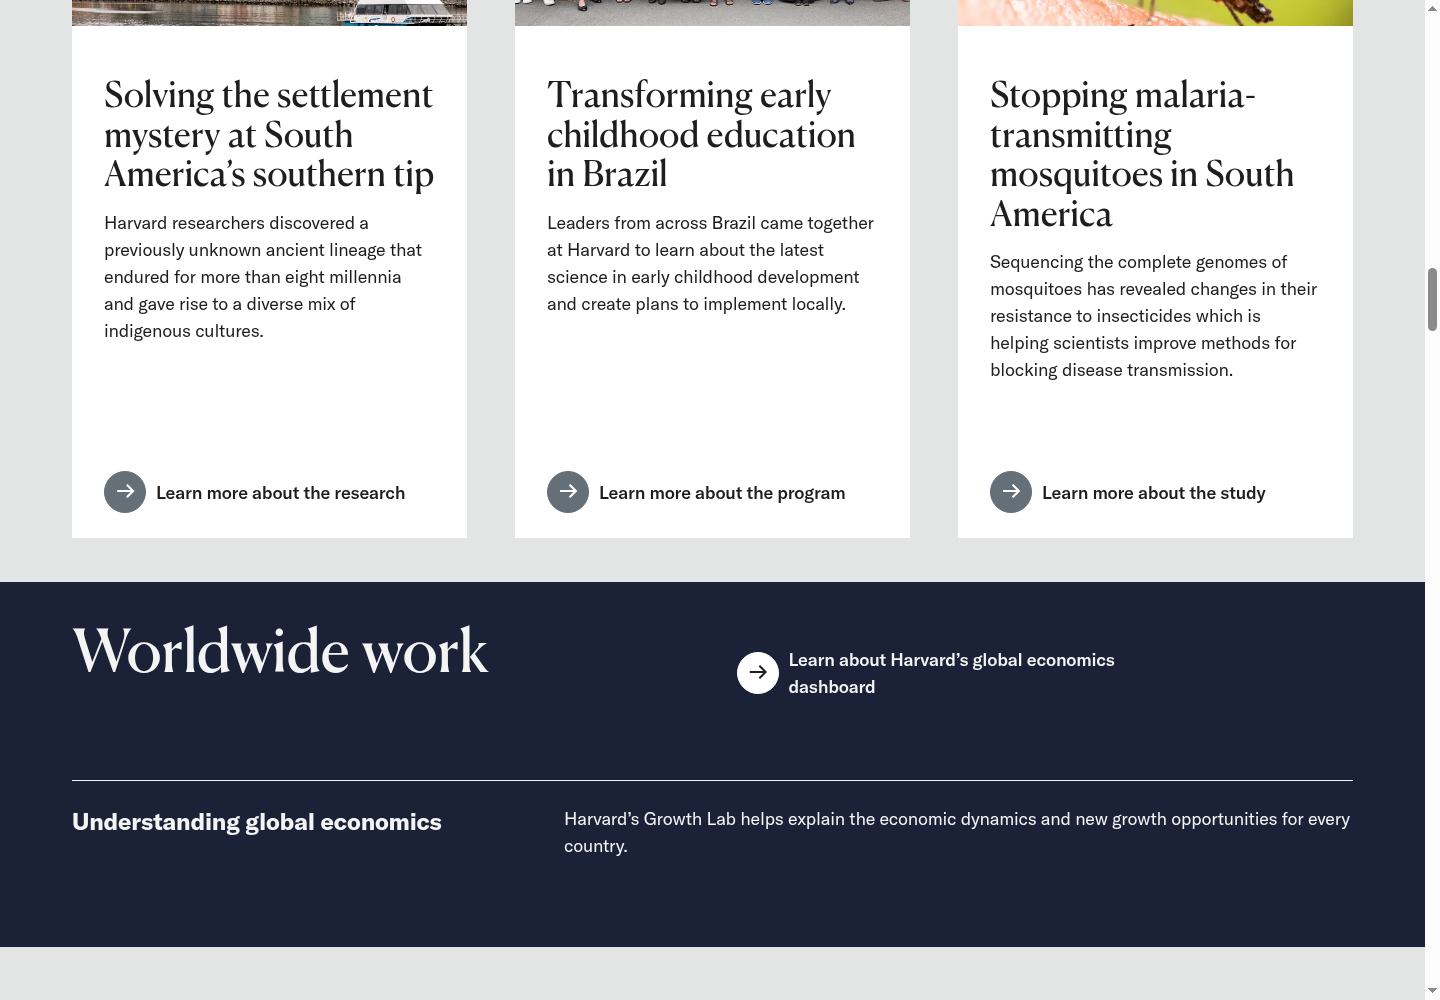 Solving the settlement
mystery at South
America’s southern tip
Harvard researchers discovered a
previously unknown ancient lineage that
endured for more than eight millennia
and gave rise to a diverse mix of
indigenous cultures.
Learn more about the research
Transforming early
childhood education
in Brazil
Leaders from across Brazil came together
at Harvard to learn about the latest
science in early childhood development
and create plans to implement locally.
Learn more about the program
Stopping malaria-
transmitting
mosquitoes in South
America
Sequencing the complete genomes of
mosquitoes has revealed changes in their
resistance to insecticides which is
helping scientists improve methods for
blocking disease transmission.
Learn more about the study
Worldwide work
Learn about Harvard’s global economics
dashboard
Understanding global economics
Harvard’s Growth Lab helps explain the economic dynamics and new growth opportunities for every
country.